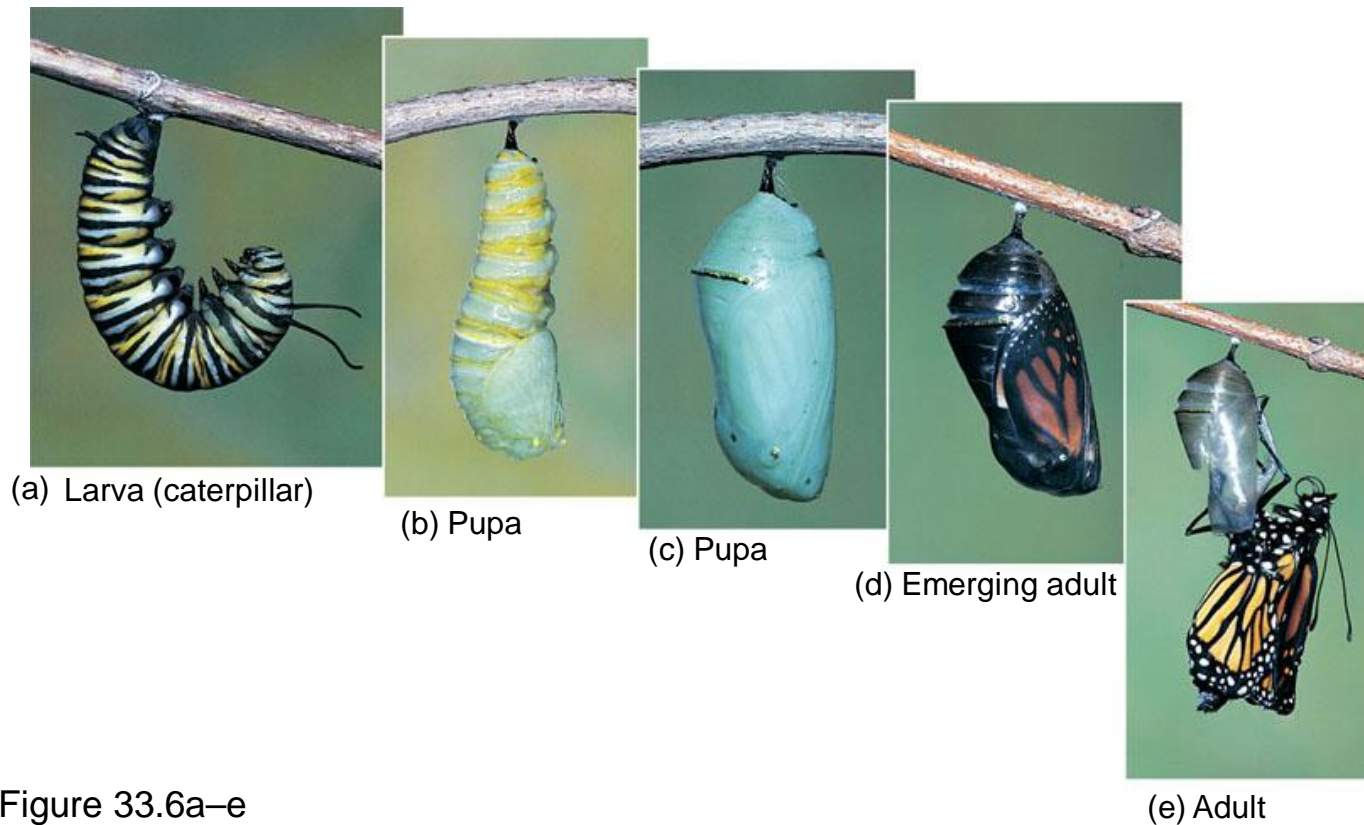 (a) Larva (caterpillar)
(b) Pupa
(c) Pupa
(d) Emerging adult
(e) Adult
Figure 33.6a–e